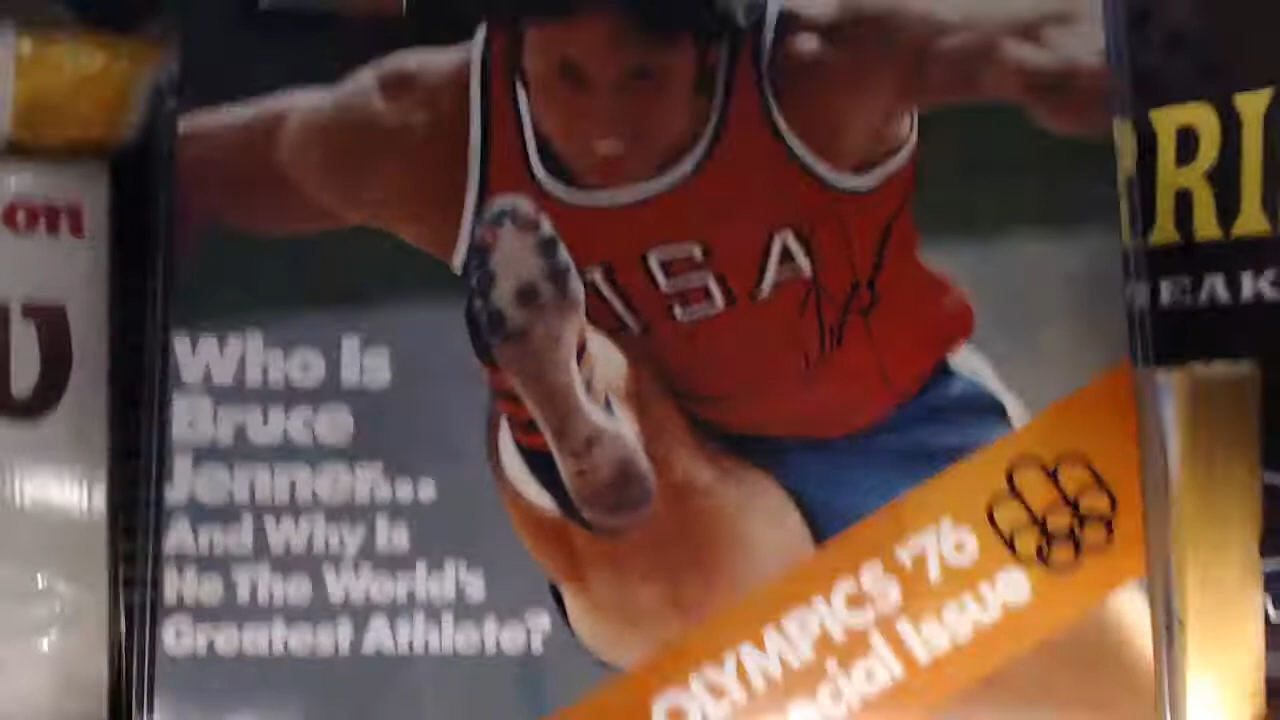 on
RI
EAK
USA
Who is
Bruce
Jenner...
And Why Is
He The World's
Greatest Athlete?
OLYMPICS '76
ecial Issue